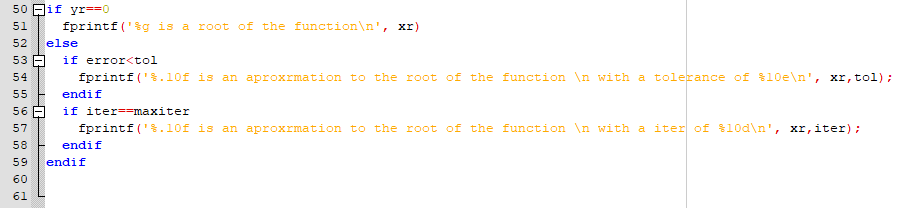 50 if yr==0
51 fprintf('%g is a root of the function\n', xr)
52 else
53 if error<tol
54 fprintf('%.10f is an aproxrmation to the root of the function \n with a tolerance of %10e\n', xr,tol);
55 endif
56 if iter==maxiter
57 fprintf('%.10f is an aproxrmation to the root of the function \n with a iter of %10d\n', xr,iter);
58 endif
59 endif
60
61